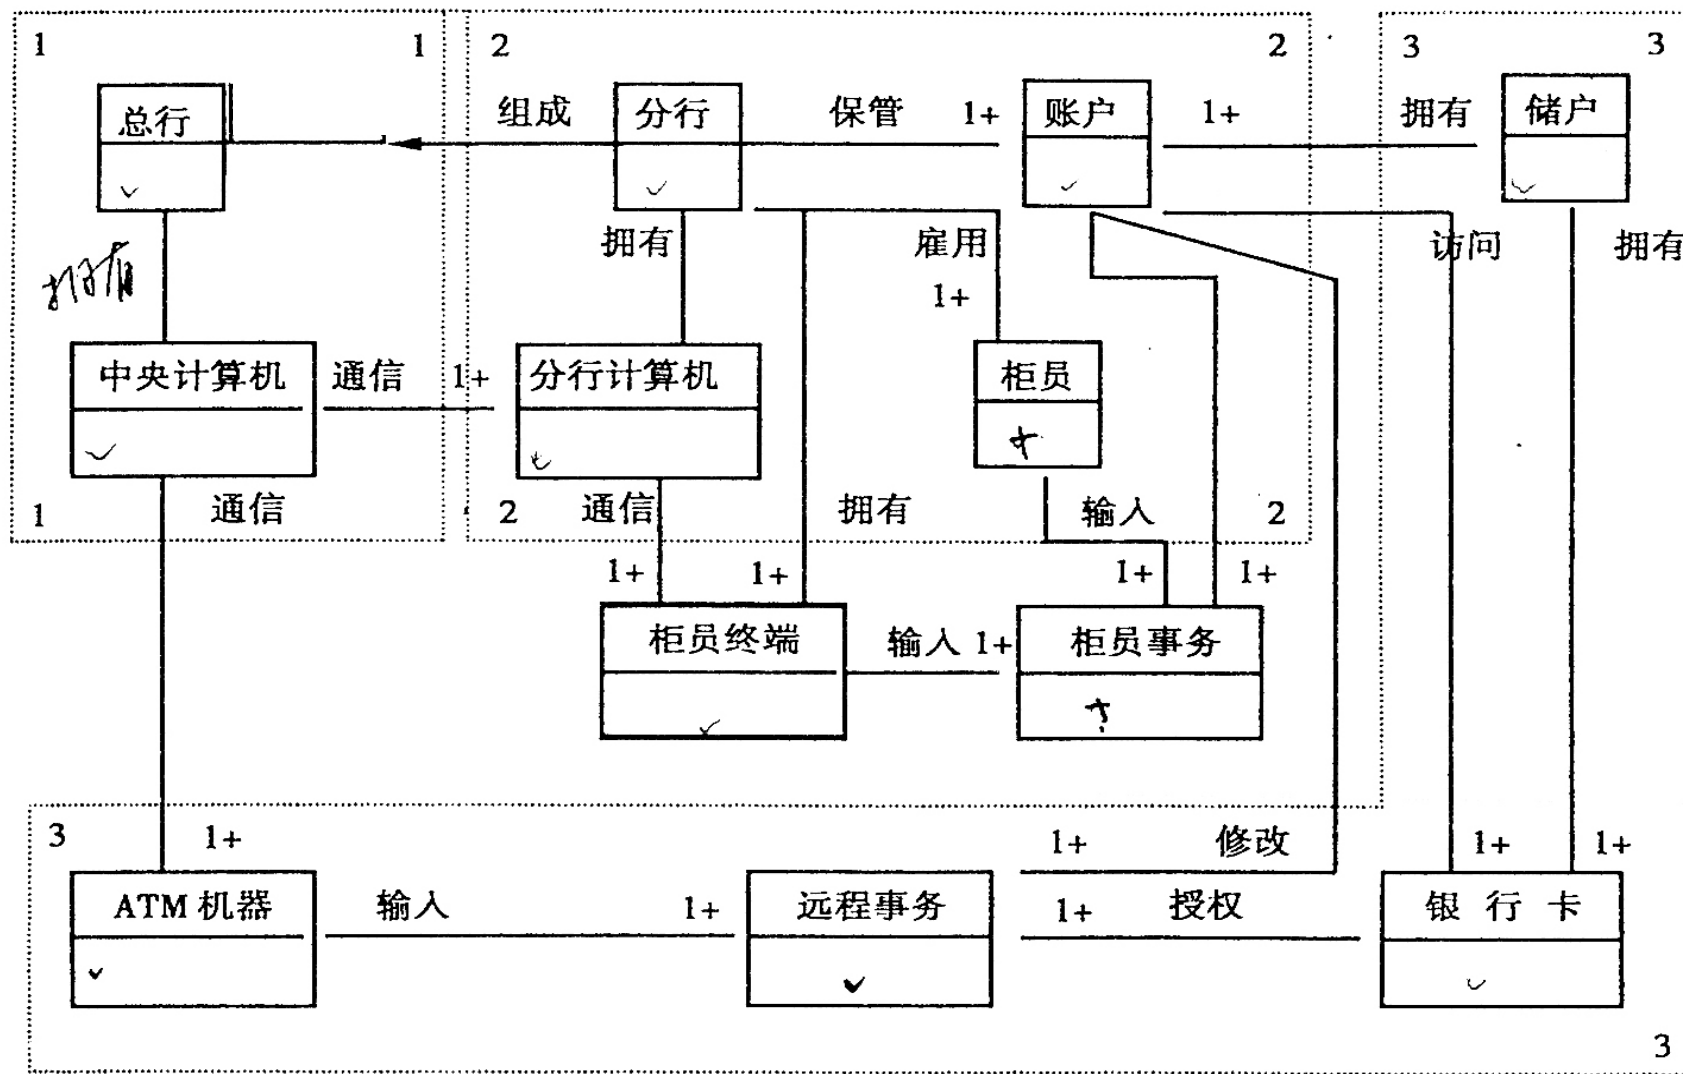 1 1 2 2 3 3
组成 保管 1+ 1+ 拥有
总行 分行 账户 储户
拥有 雇用 访问 拥有
拥有
1+
中央计算机 通信 1+ 分行计算机 柜员
1 通信 2 通信 拥有 输入 2
1+ 1+ 1+ 1+
柜员终端 输入 1+ 柜员事务
3 1+ 1+ 修改 1+ 1+
ATM 机器 输入 1+ 远程事务 1+ 授权 银 行 卡
3